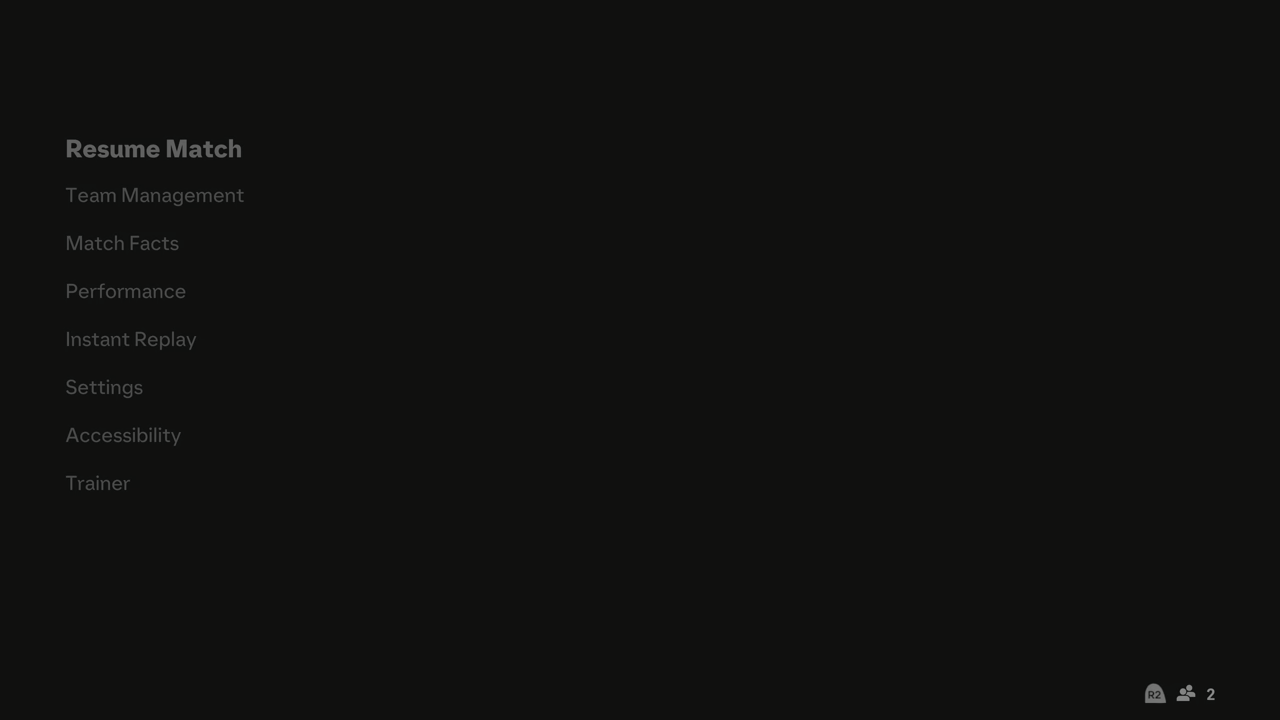 Resume Match
Team Management
Match Facts
Performance
Instant Replay
Settings
Accessibility
Trainer
R2 2